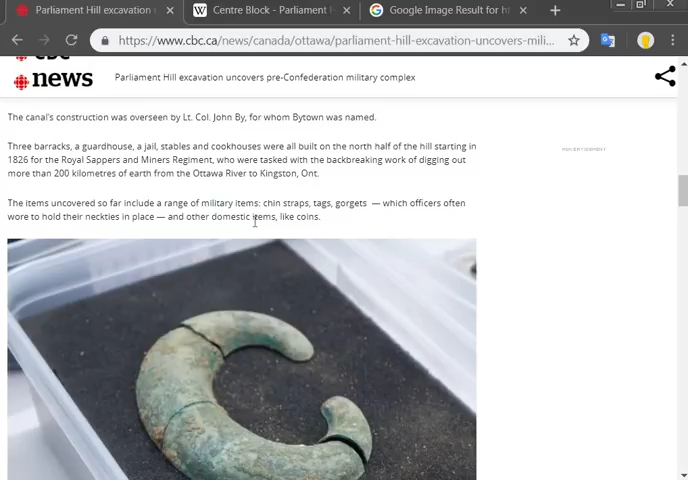 Parliament Hill excavation uncovers
Centre Block - Parliament H
Google Image Result for ht
https://www.cbc.ca/news/canada/ottawa/parliament-hill-excavation-uncovers-mili...
cbc
news
Parliament Hill excavation uncovers pre-Confederation military complex
The canal's construction was overseen by Lt. Col. John By, for whom Bytown was named.
ADVERTISEMENT
Three barracks, a guardhouse, a jail, stables and cookhouses were all built on the north half of the hill starting in
1826 for the Royal Sappers and Miners Regiment, who were tasked with the backbreaking work of digging out
more than 200 kilometres of earth from the Ottawa River to Kingston, Ont.
The items uncovered so far include a range of military items: chin straps, tags, gorgets — which officers often
wore to hold their neckties in place — and other domestic items, like coins.